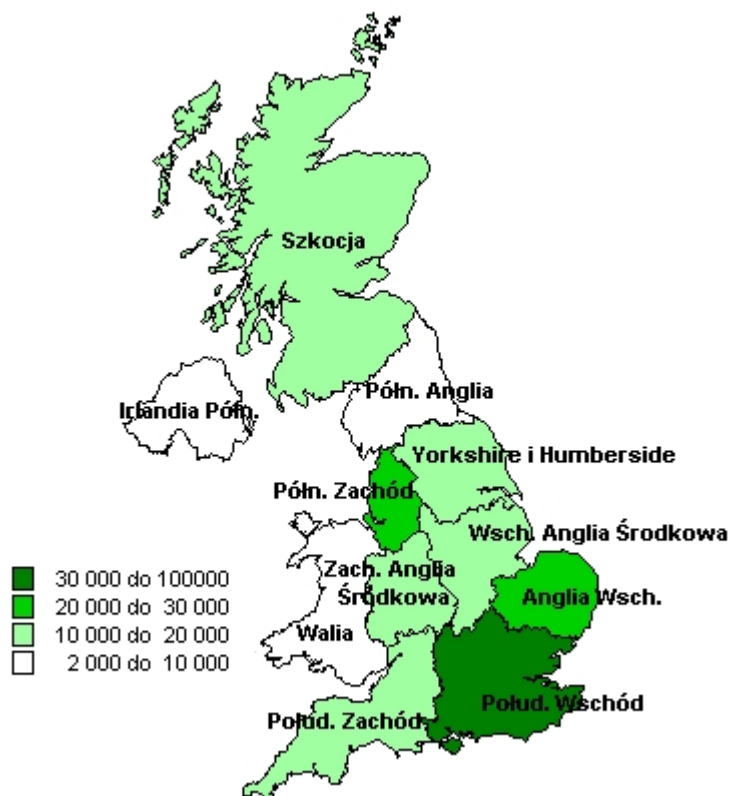 Szkocja
Półn. Anglia
Irlandia Półn.
Yorkshire i Humberside
Półn. Zachód
Wsch. Anglia Środkowa
Zach. Anglia
Środkowa
Anglia Wsch.
Walia
Połud. Wschód
Połud. Zachód
30 000 do 100000
20 000 do 30 000
10 000 do 20 000
2 000 do 10 000